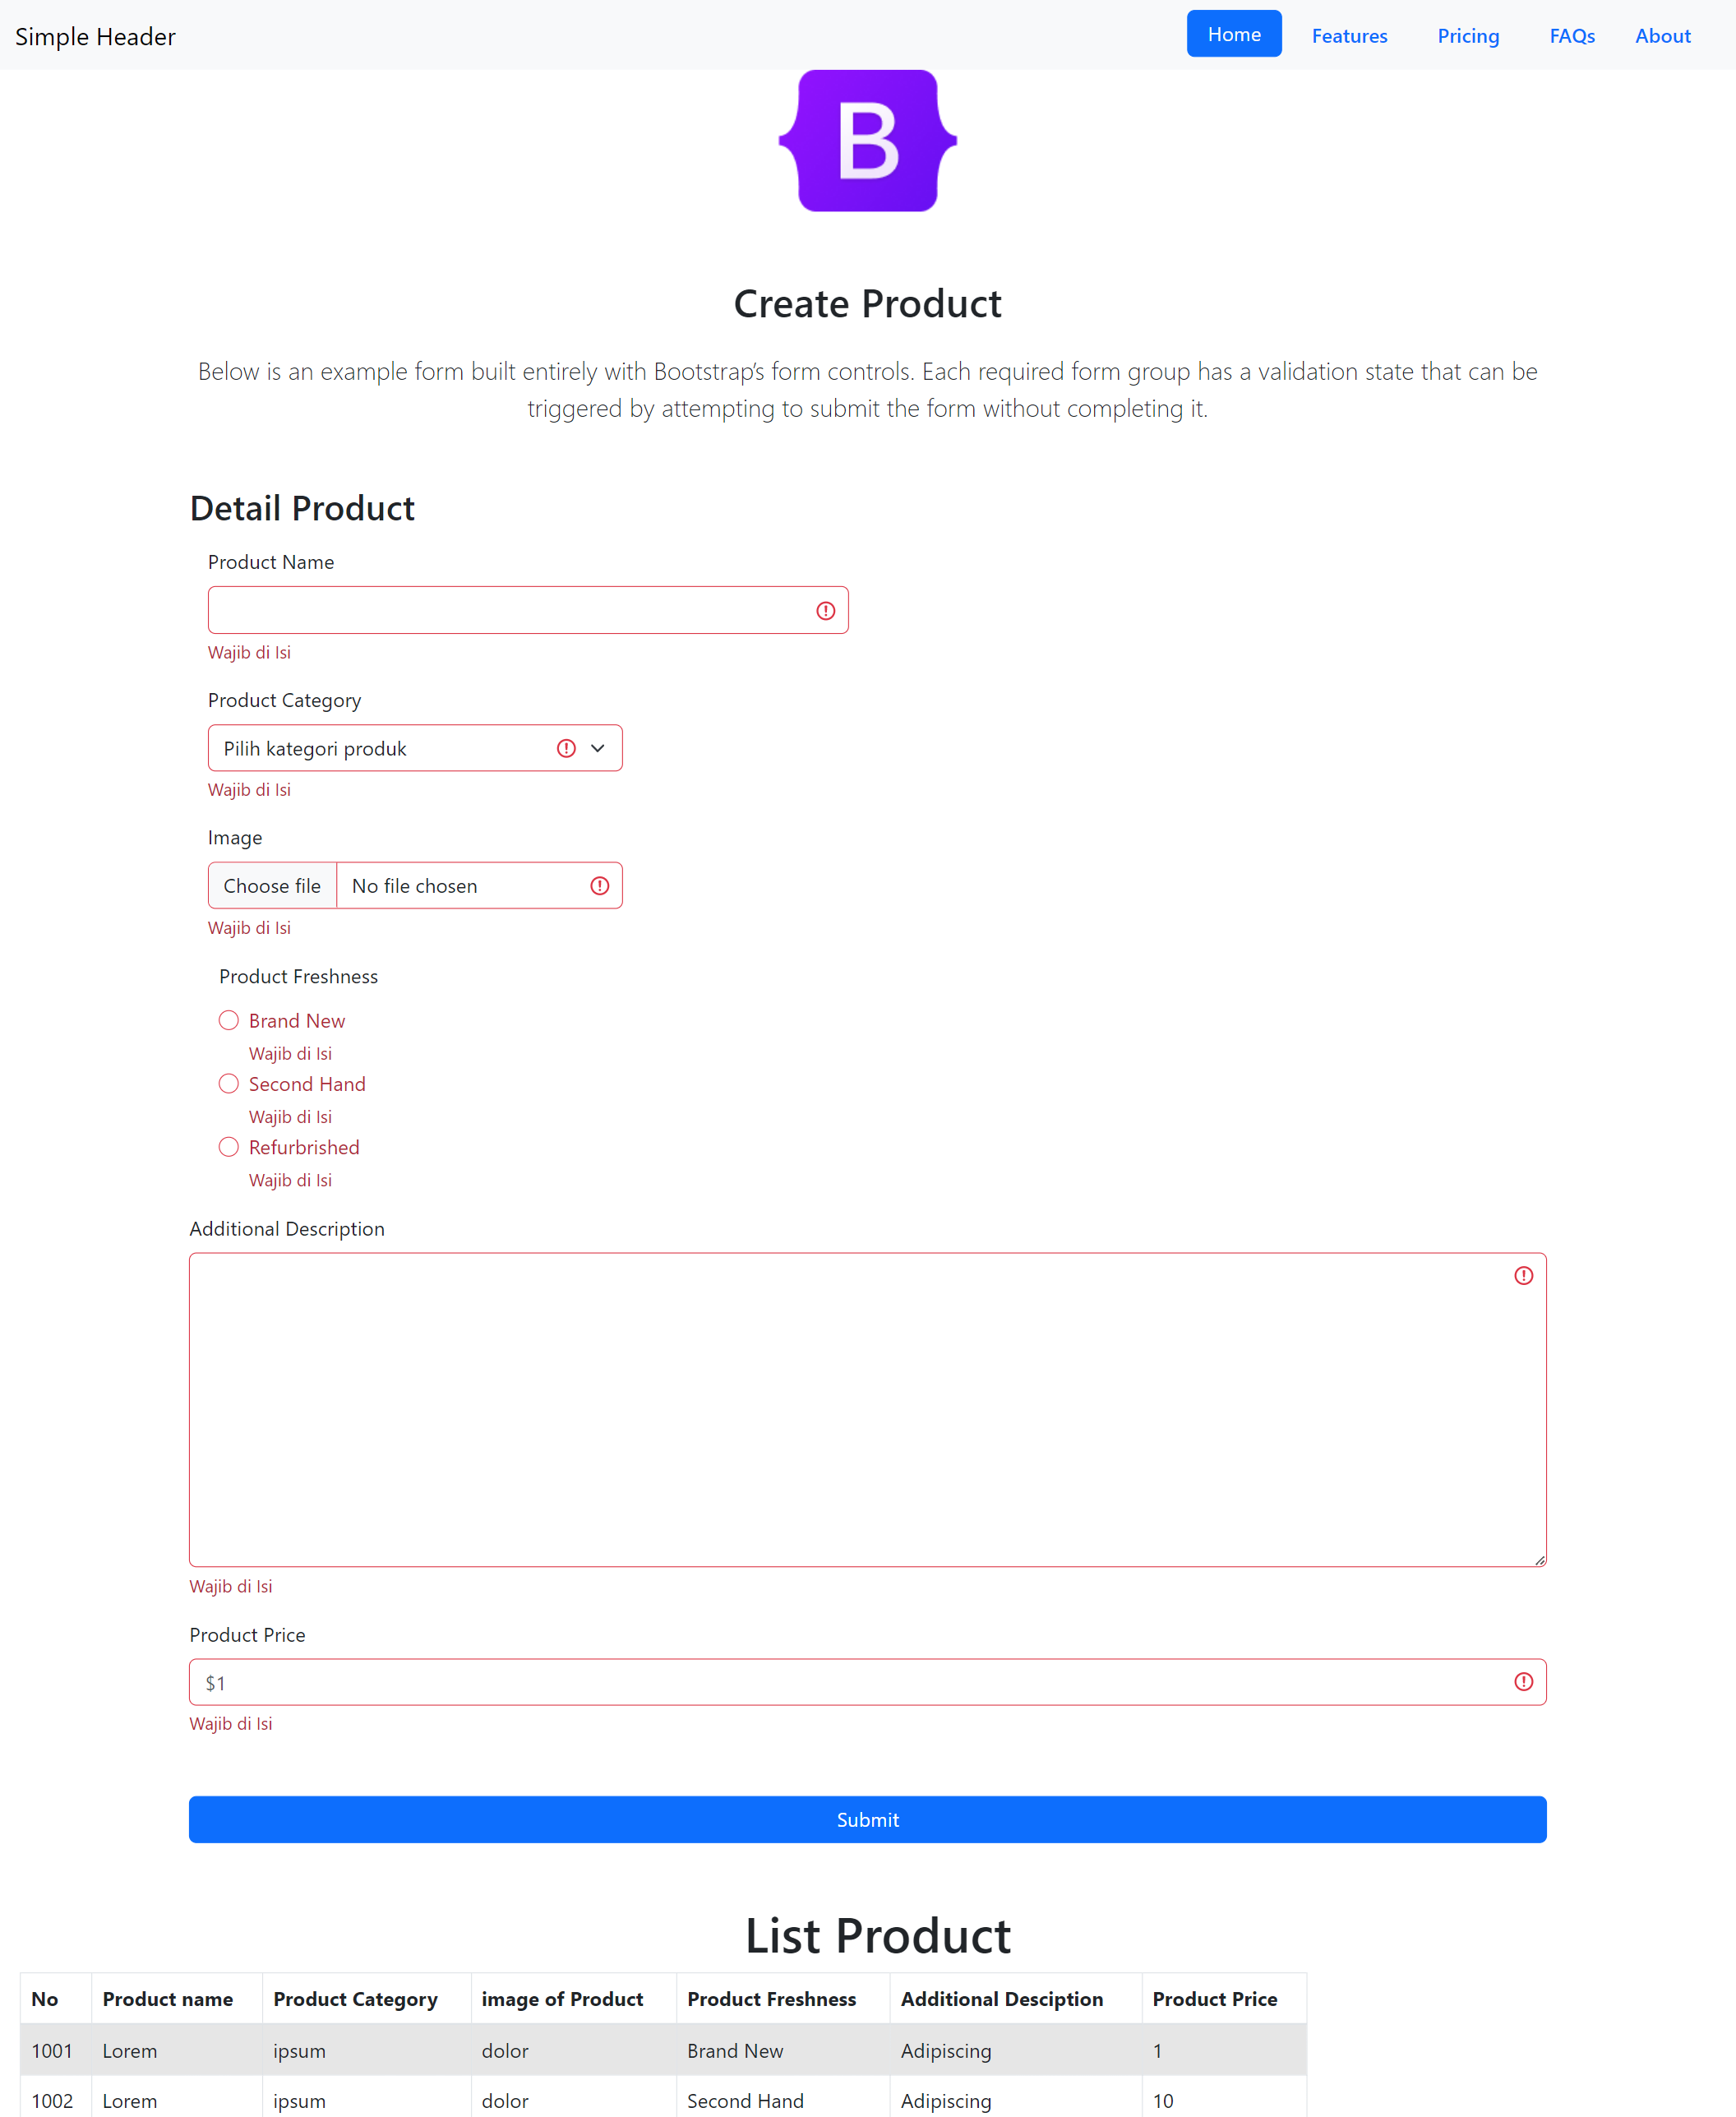 Simple Header Home Features Pricing FAQs About
B
Create Product
Below is an example form built entirely with Bootstrap’s form controls. Each required form group has a validation state that can be
triggered by attempting to submit the form without completing it.
Detail Product
Product Name
Wajib di Isi
Product Category
Pilih kategori produk
Wajib di Isi
Image
Choose file No file chosen
Wajib di Isi
Product Freshness
Brand New
Wajib di Isi
Second Hand
Wajib di Isi
Refurbrished
Wajib di Isi
Additional Description
Wajib di Isi
Product Price
$1
Wajib di Isi
Submit
List Product
No Product name Product Category image of Product Product Freshness Additional Desciption Product Price
1001 Lorem ipsum dolor Brand New Adipiscing 1
1002 Lorem ipsum dolor Second Hand Adipiscing 10